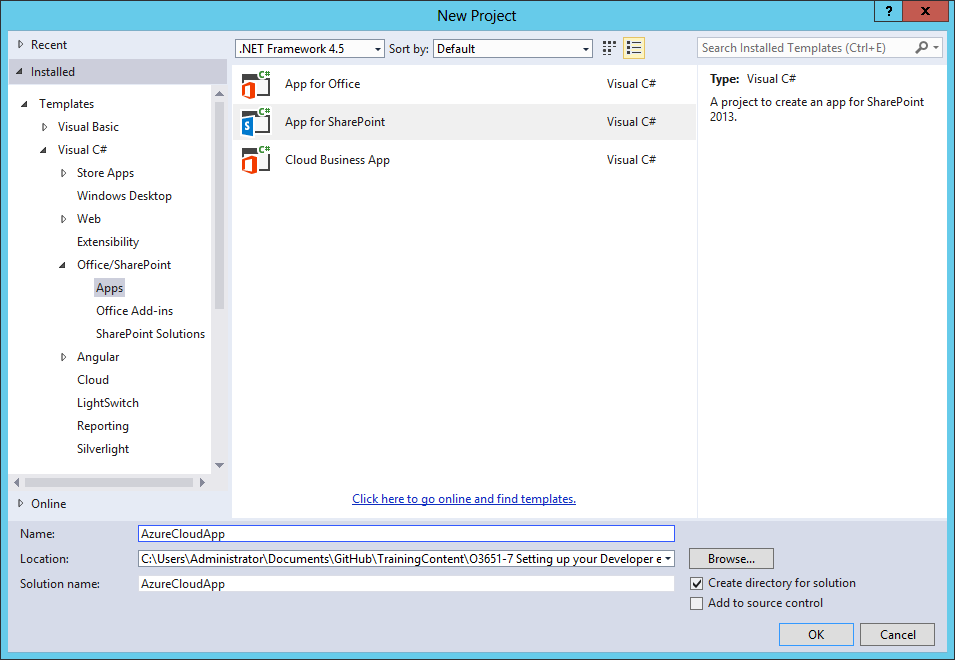 New Project
?
x
Recent
Installed
Templates
Visual Basic
Visual C#
Store Apps
Windows Desktop
Web
Extensibility
Office/SharePoint
Apps
Office Add-ins
SharePoint Solutions
Angular
Cloud
LightSwitch
Reporting
Silverlight
Online
.NET Framework 4.5
Sort by:
Default
C# App for Office Visual C#
C# S App for SharePoint Visual C#
C# Cloud Business App Visual C#
Click here to go online and find templates.
Search Installed Templates (Ctrl+E)
Type: Visual C#
A project to create an app for SharePoint
2013.
Name: AzureCloudApp
Location: C:\Users\Administrator\Documents\GitHub\TrainingContent\O3651-7 Setting up your Developer e
Browse...
Solution name: AzureCloudApp
Create directory for solution
Add to source control
OK
Cancel